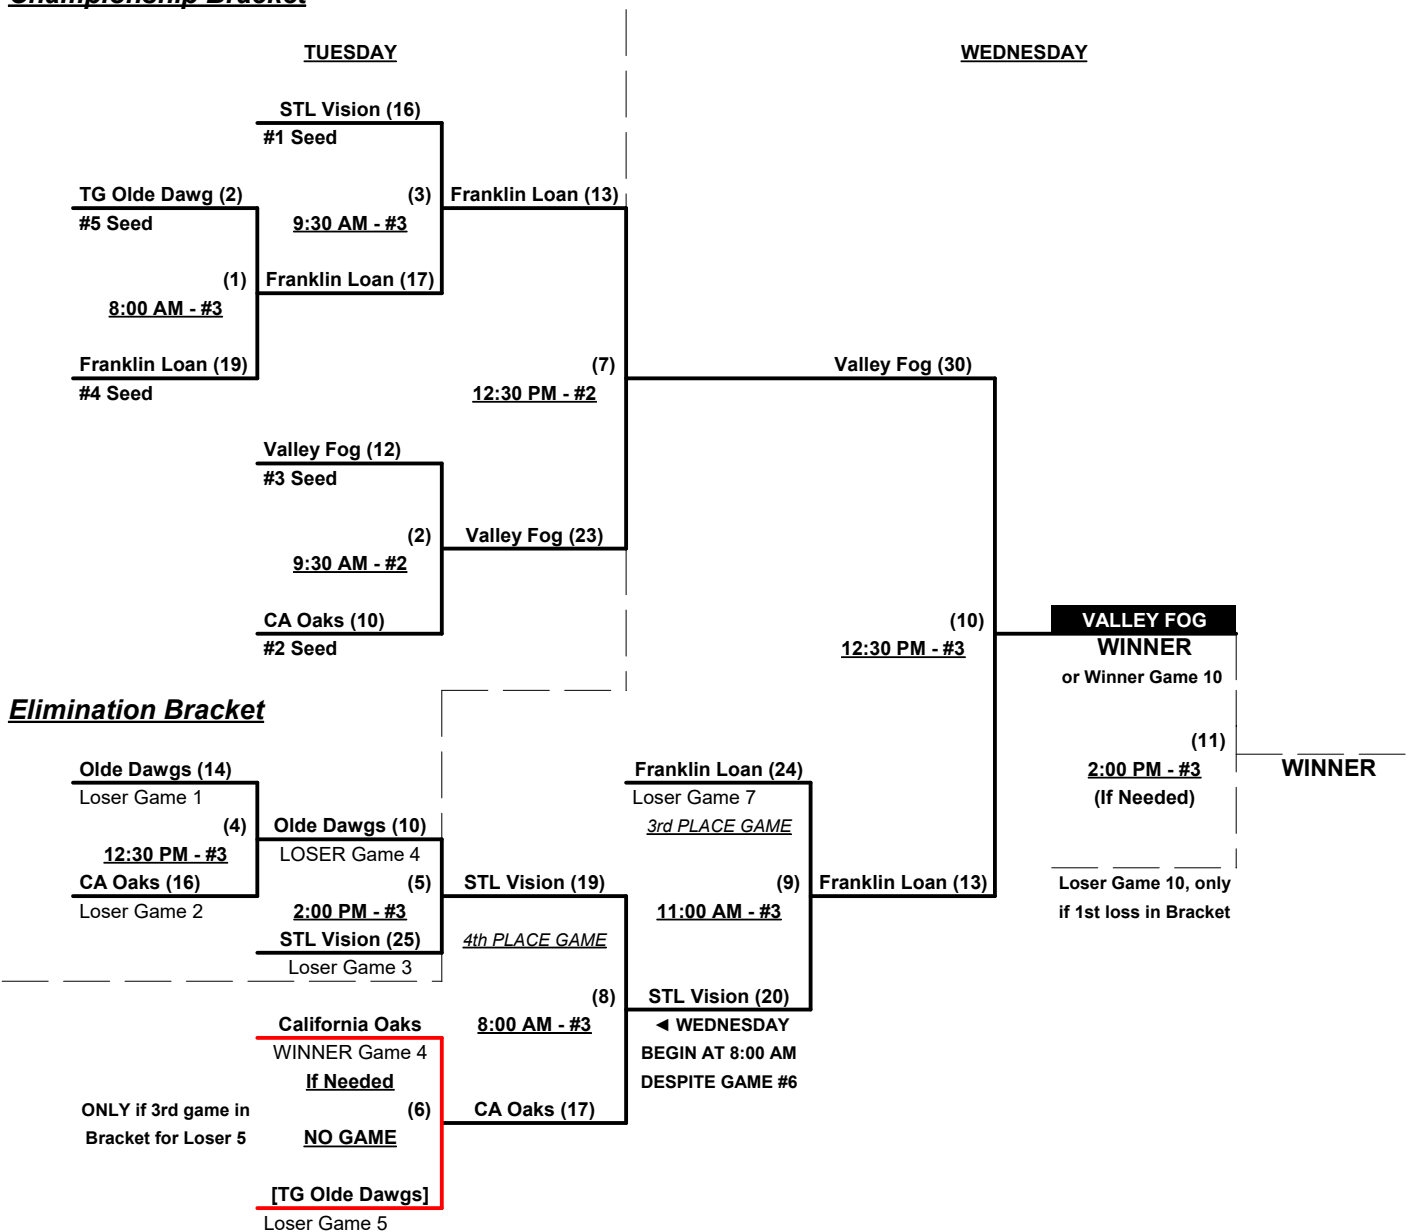 Championship Bracket
TUESDAY
WEDNESDAY
STL Vision (16)
#1 Seed
TG Olde Dawg (2)
(3)
Franklin Loan (13)
#5 Seed
9:30 AM - #3
(1)
Franklin Loan (17)
8:00 AM - #3
Franklin Loan (19)
(7)
Valley Fog (30)
#4 Seed
12:30 PM - #2
Valley Fog (12)
#3 Seed
(2)
Valley Fog (23)
9:30 AM - #2
CA Oaks (10)
(10)
VALLEY FOG
#2 Seed
12:30 PM - #3
WINNER
or Winner Game 10
Elimination Bracket
(11)
Olde Dawgs (14)
Franklin Loan (24)
2:00 PM - #3
WINNER
Loser Game 1
Loser Game 7
(If Needed)
(4)
Olde Dawgs (10)
3rd PLACE GAME
12:30 PM - #3
LOSER Game 4
CA Oaks (16)
(5)
STL Vision (19)
(9)
Franklin Loan (13)
Loser Game 10, only
Loser Game 2
2:00 PM - #3
11:00 AM - #3
if 1st loss in Bracket
STL Vision (25)
4th PLACE GAME
Loser Game 3
(8)
STL Vision (20)
California Oaks
8:00 AM - #3
◄ WEDNESDAY
WINNER Game 4
BEGIN AT 8:00 AM
If Needed
DESPITE GAME #6
ONLY if 3rd game in
(6)
CA Oaks (17)
Bracket for Loser 5
NO GAME
[TG Olde Dawgs]
Loser Game 5